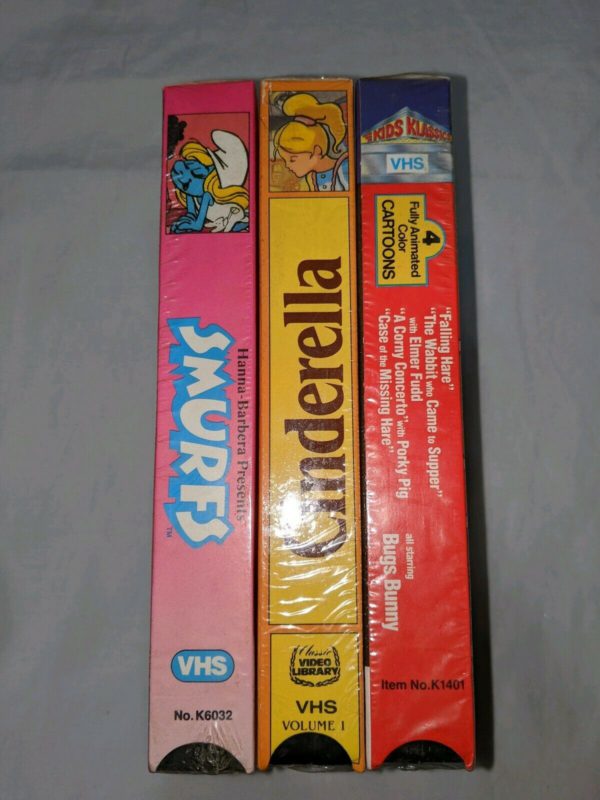 Hanna-Barbera Presents
SMURFS
TM
VHS
No. K6032
Cinderella
Classic
VIDEO
LIBRARY
VHS
VOLUME 1
KIDS KLASSICS
VHS
4
Fully Animated
Color
CARTOONS
"Falling Hare"
"The Wabbit who Came to Supper"
with Elmer Fudd
"A Corny Concerto" with Porky Pig
"Case of the Missing Hare"
all starring
Bugs Bunny
Item No.K1401